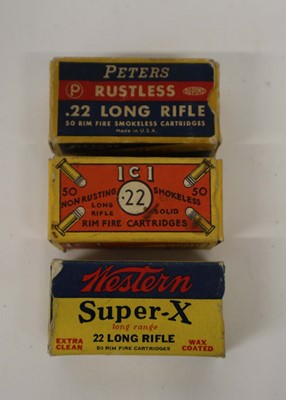 PETERS
P RUSTLESS DUPONT
.22 LONG RIFLE
50 RIM FIRE SMOKELESS CARTRIDGES
Made in U.S.A.
ICI
50 .22 50
NON RUSTING SMOKELESS
LONG RIFLE SOLID
RIM FIRE CARTRIDGES
Western
Super-X
long range
EXTRA CLEAN 22 LONG RIFLE WAX COATED
50 RIM FIRE CARTRIDGES